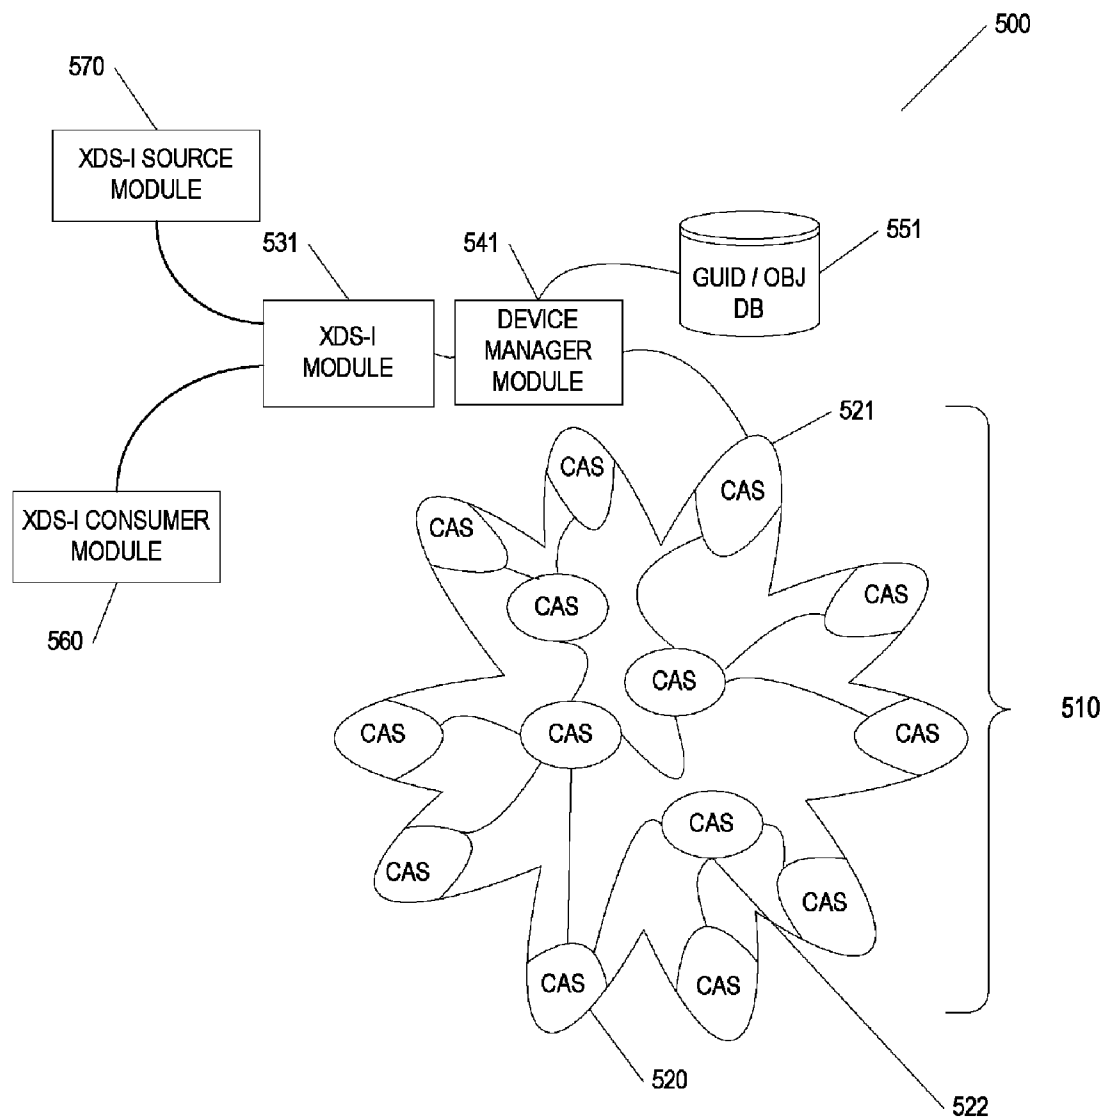 500
570
XDS-I SOURCE
MODULE
531
541
551
GUID / OBJ
DB
XDS-I
MODULE
DEVICE
MANAGER
MODULE
521
CAS
CAS
XDS-I CONSUMER
MODULE
CAS
560
CAS
CAS
CAS
510
CAS
CAS
CAS
CAS
CAS
CAS
CAS
CAS
520
522